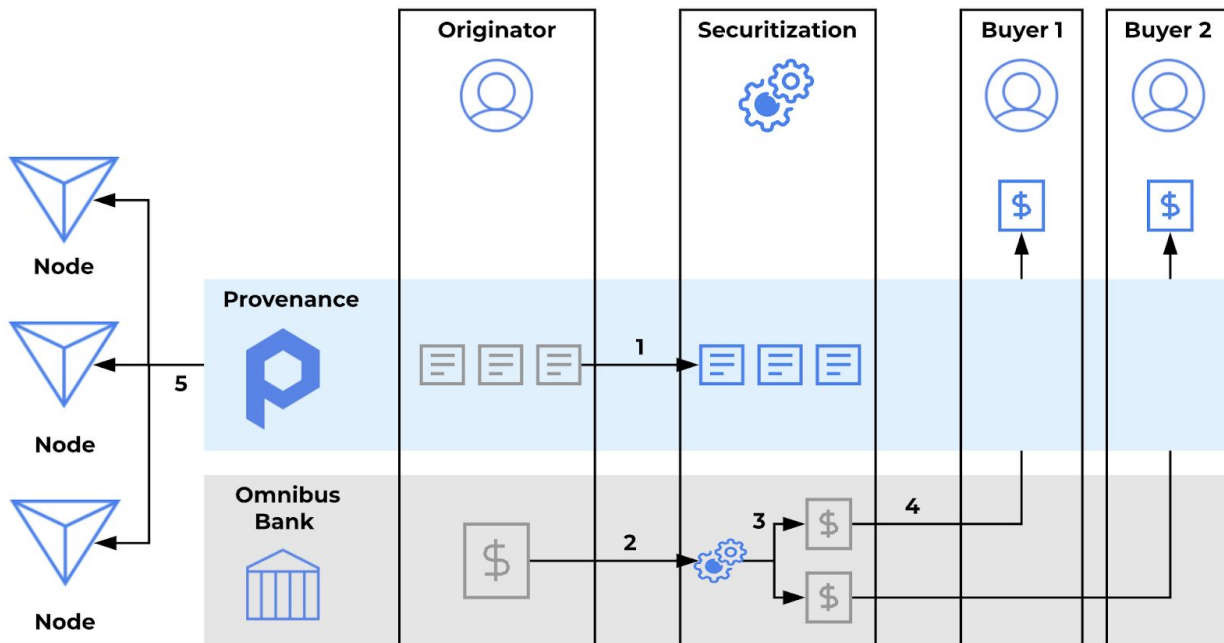 Originator
Securitization
Buyer 1
Buyer 2
$
$
Node
Provenance
1
5
Node
Omnibus
Bank
$
2
3
$
4
$
Node